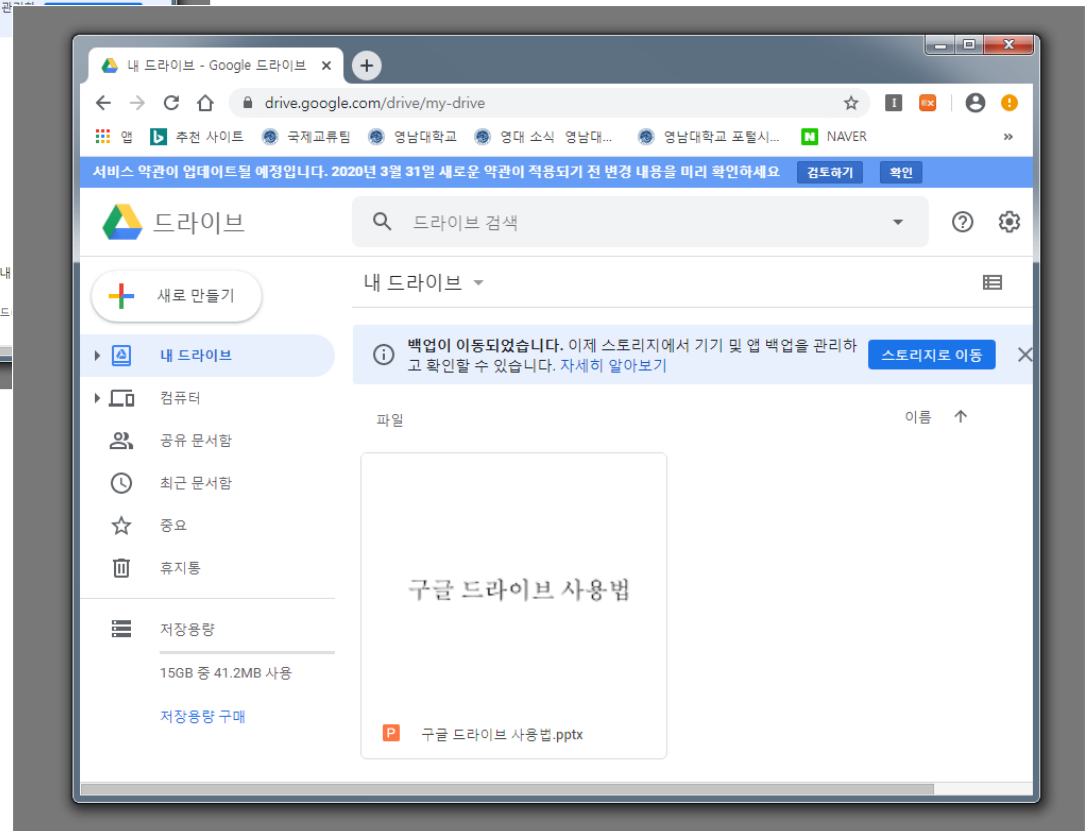 관리하
내
드
내 드라이브 - Google 드라이브
drive.google.com/drive/my-drive
앱 추천 사이트 국제교류팀 영남대학교 영대 소식 영남대... 영남대학교 포털시... NAVER »
서비스 약관이 업데이트될 예정입니다. 2020년 3월 31일 새로운 약관이 적용되기 전 변경 내용을 미리 확인하세요 검토하기 확인
드라이브
드라이브 검색
새로 만들기
내 드라이브
내 드라이브
컴퓨터
공유 문서함
최근 문서함
중요
휴지통
저장용량
15GB 중 41.2MB 사용
저장용량 구매
백업이 이동되었습니다. 이제 스토리지에서 기기 및 앱 백업을 관리하
고 확인할 수 있습니다. 자세히 알아보기
스토리지로 이동
파일
이름
구글 드라이브 사용법
P 구글 드라이브 사용법.pptx